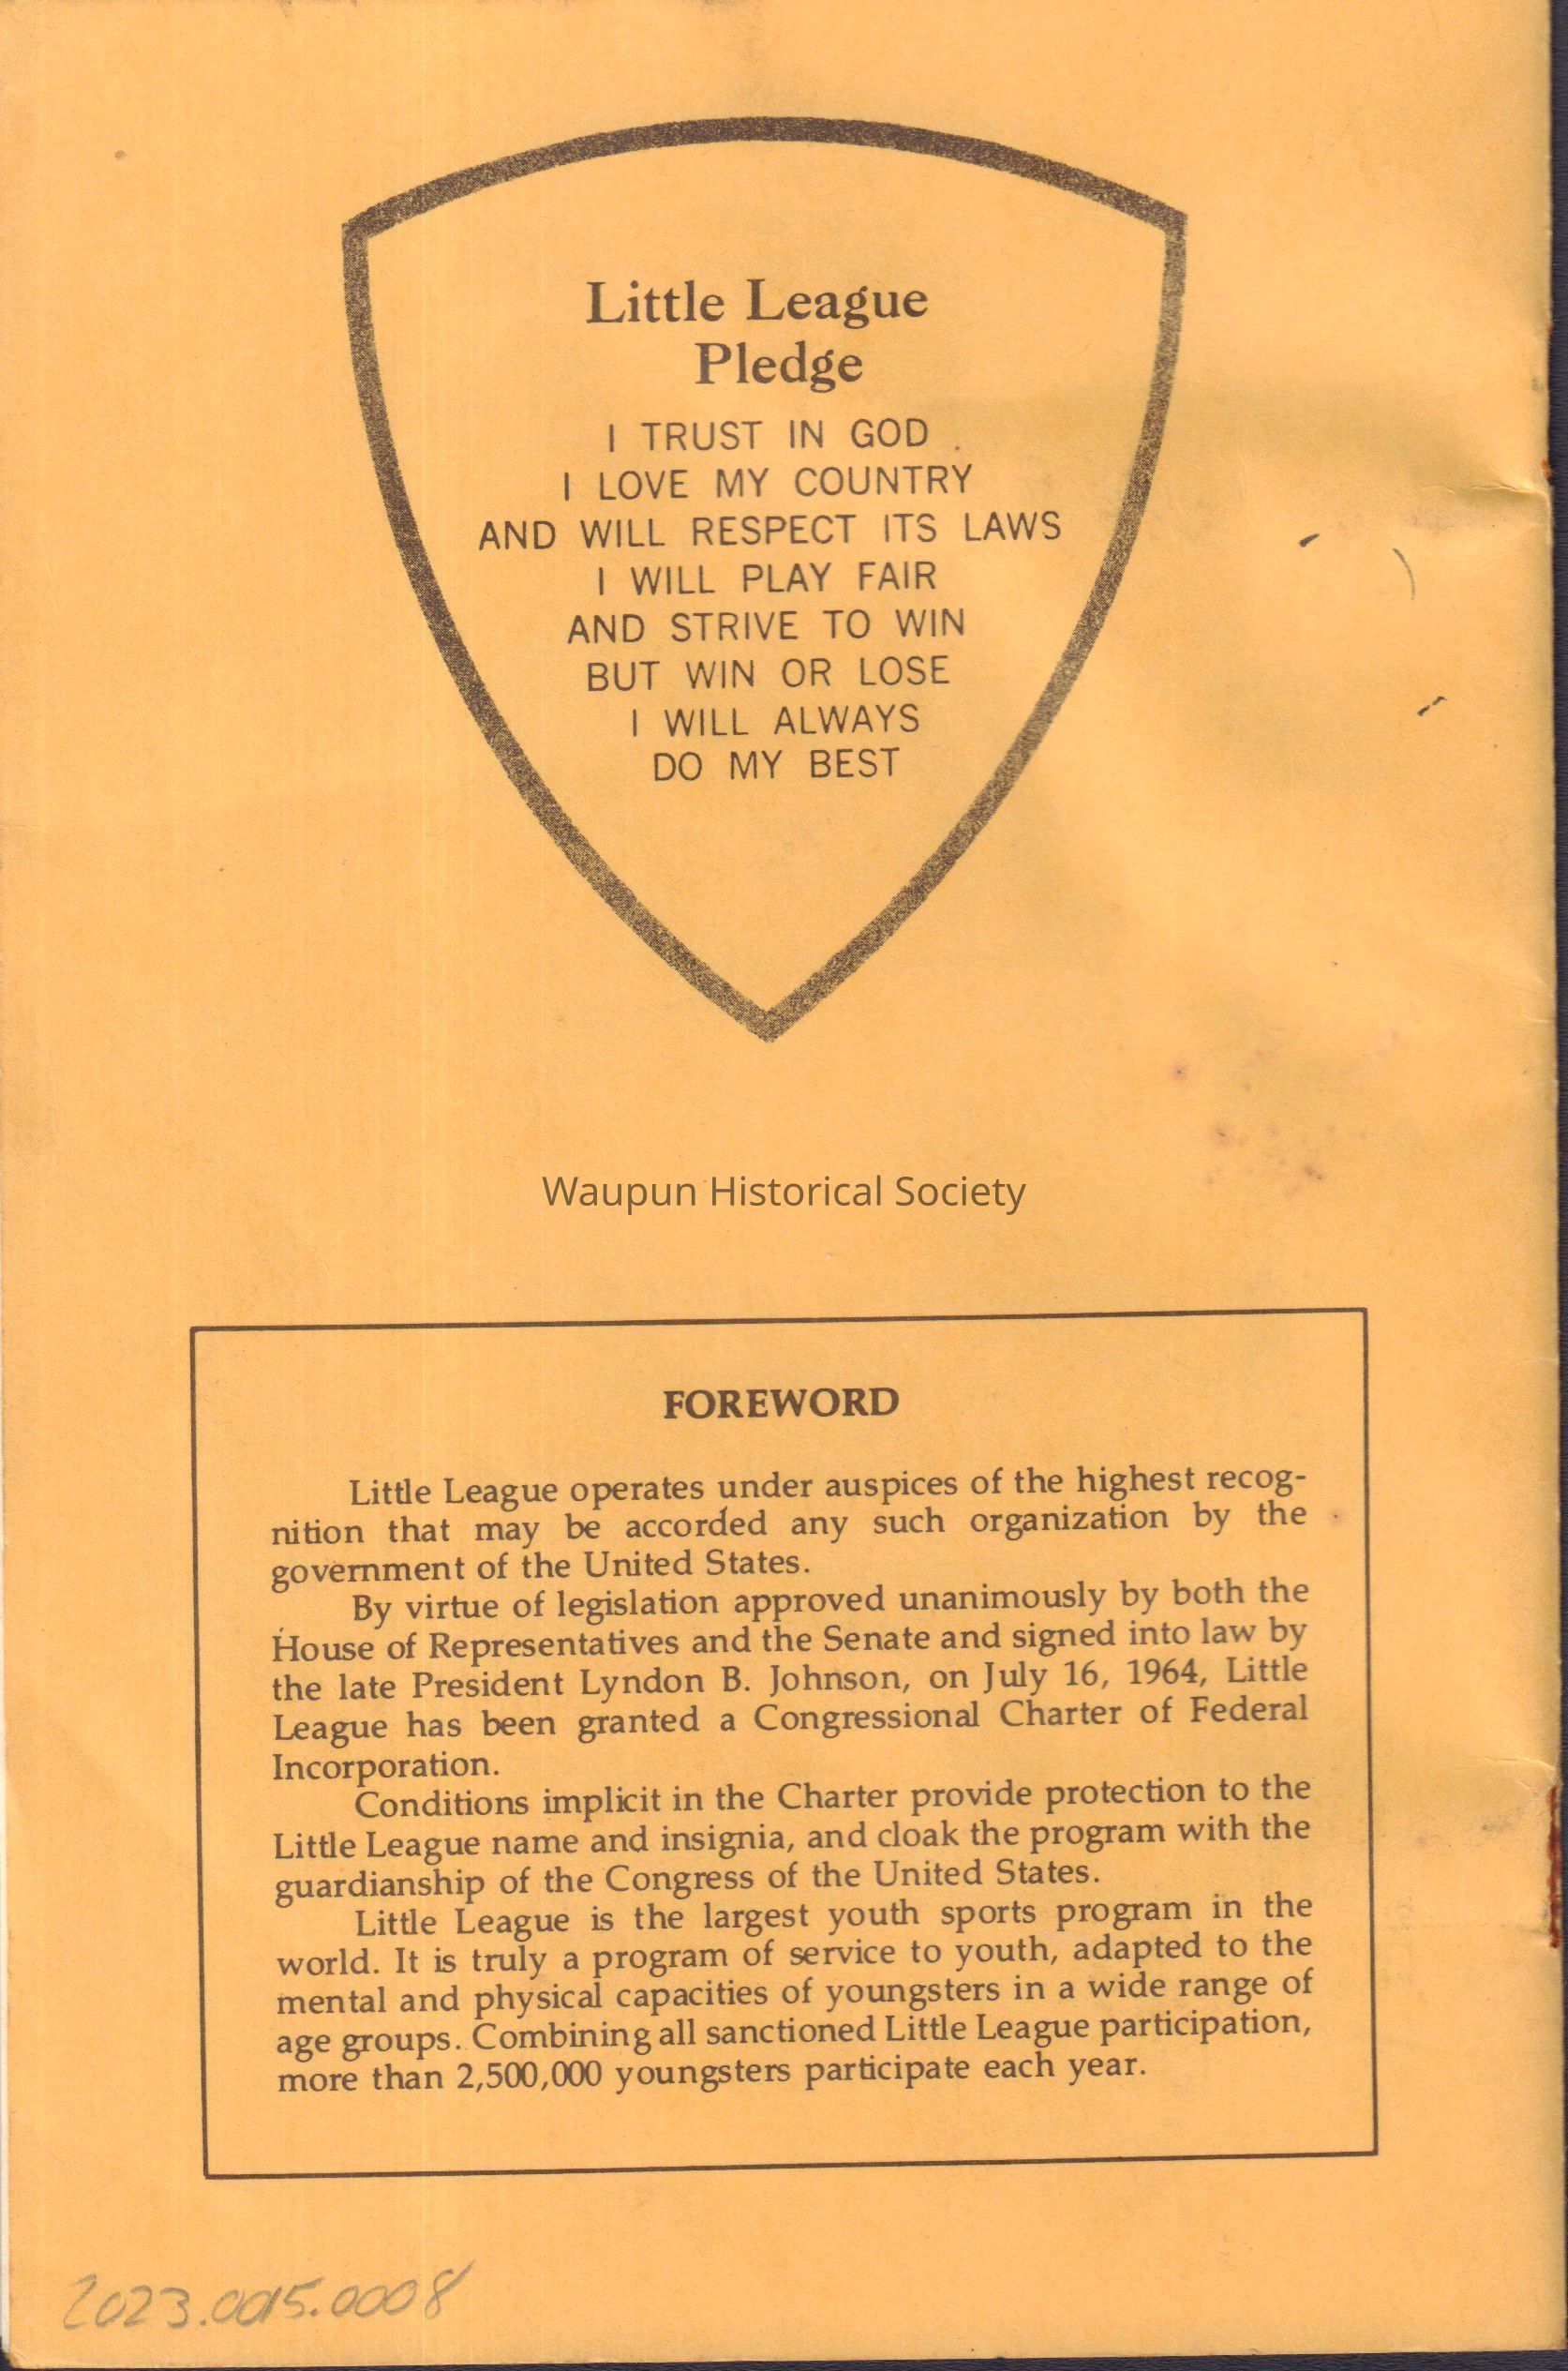 Little League
Pledge
I TRUST IN GOD
I LOVE MY COUNTRY
AND WILL RESPECT ITS LAWS
I WILL PLAY FAIR
AND STRIVE TO WIN
BUT WIN OR LOSE
I WILL ALWAYS
DO MY BEST
Waupun Historical Society
FOREWORD
Little League operates under auspices of the highest recog-
nition that may be accorded any such organization by the
government of the United States.
By virtue of legislation approved unanimously by both the
House of Representatives and the Senate and signed into law by
the late President Lyndon B. Johnson, on July 16, 1964, Little
League has been granted a Congressional Charter of Federal
Incorporation.
Conditions implicit in the Charter provide protection to the
Little League name and insignia, and cloak the program with the
guardianship of the Congress of the United States.
Little League is the largest youth sports program in the
world. It is truly a program of service to youth, adapted to the
mental and physical capacities of youngsters in a wide range of
age groups. Combining all sanctioned Little League participation,
more than 2,500,000 youngsters participate each year.
2023.0015.0008